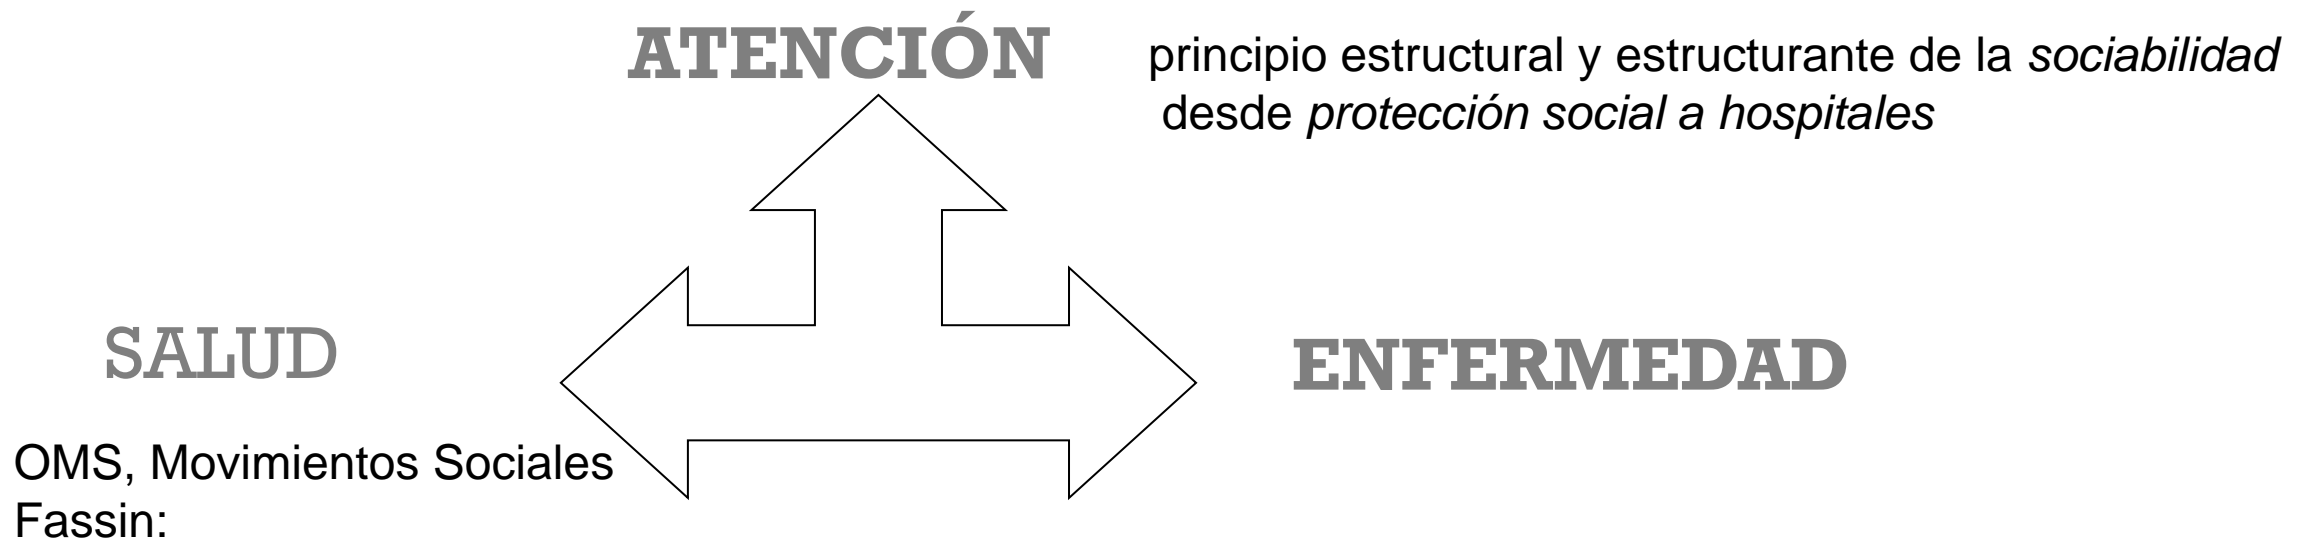 ATENCIÓN
principio estructural y estructurante de la sociabilidad
desde protección social a hospitales
SALUD
ENFERMEDAD
OMS, Movimientos Sociales
Fassin: